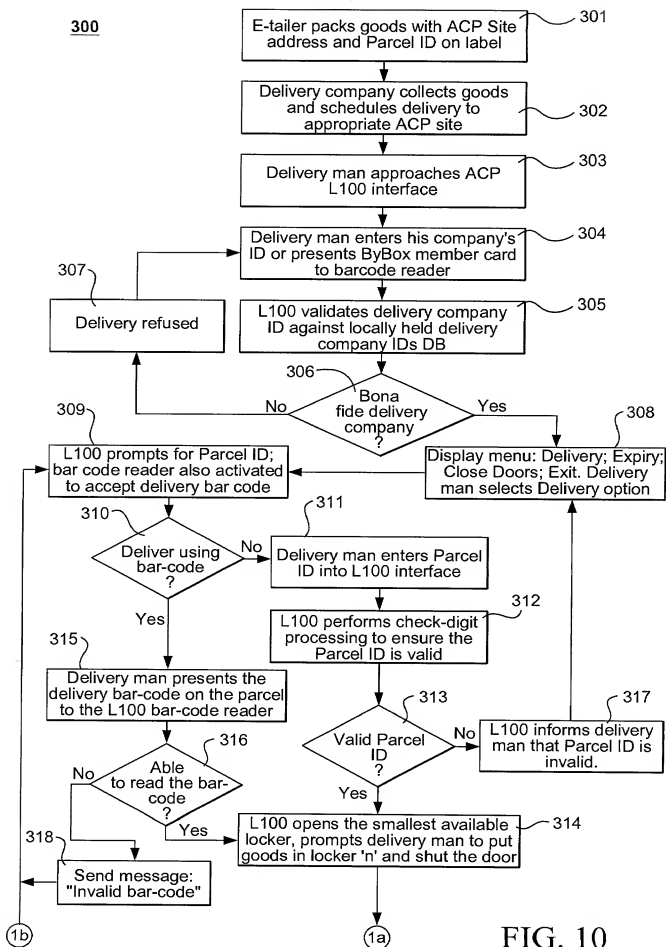 300
301
E-tailer packs goods with ACP Site
address and Parcel ID on label
Delivery company collects goods
and schedules delivery to
appropriate ACP site
302
303
Delivery man approaches ACP
L100 interface
304
Delivery man enters his company's
ID or presents ByBox member card
to barcode reader
307
Delivery refused
305
L100 validates delivery company
ID against locally held delivery
company IDs DB
306
Bona
fide delivery
company
?
No
Yes
308
Display menu: Delivery; Expiry;
Close Doors; Exit. Delivery
man selects Delivery option
309
L100 prompts for Parcel ID;
bar code reader also activated
to accept delivery bar code
310
Deliver using
bar-code
?
No
Yes
311
Delivery man enters Parcel
ID into L100 interface
312
L100 performs check-digit
processing to ensure the
Parcel ID is valid
315
Delivery man presents the
delivery bar-code on the parcel
to the L100 bar-code reader
313
Valid Parcel
ID
?
No
Yes
317
L100 informs delivery
man that Parcel ID is
invalid.
316
Able
to read the bar-
code
?
No
Yes
314
L100 opens the smallest available
locker, prompts delivery man to put
goods in locker 'n' and shut the door
318
Send message:
"Invalid bar-code"
1b
1a
FIG. 10